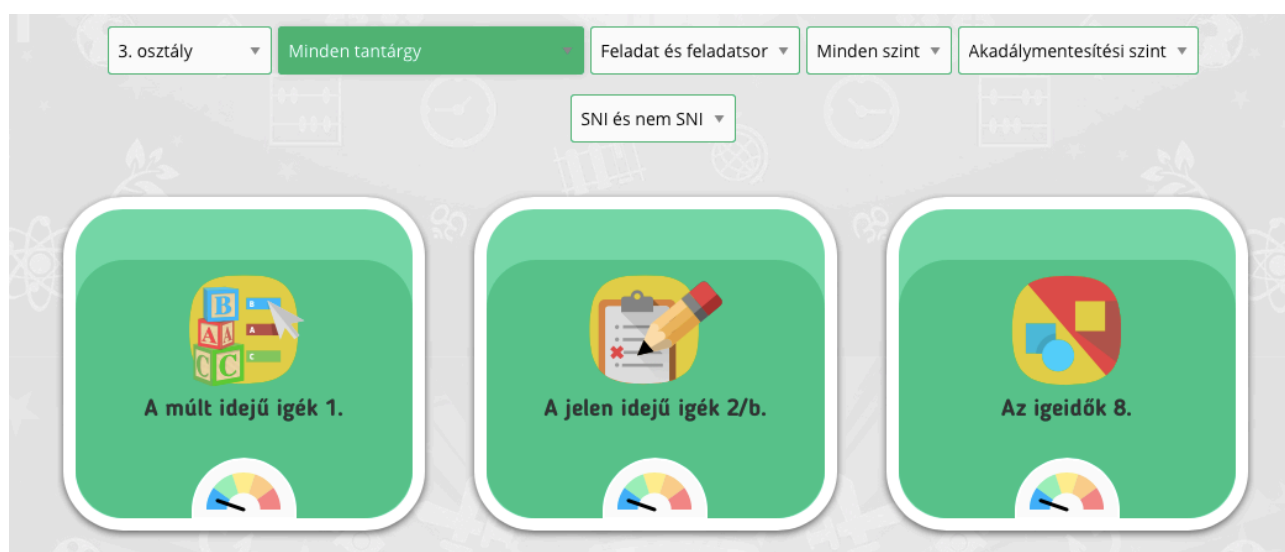 3. osztály Minden tantárgy Feladat és feladatsor Minden szint Akadálymentesítési szint
SNI és nem SNI
B B
A A A
C C C
A múlt idejű igék 1.
A jelen idejű igék 2/b.
Az igeidők 8.